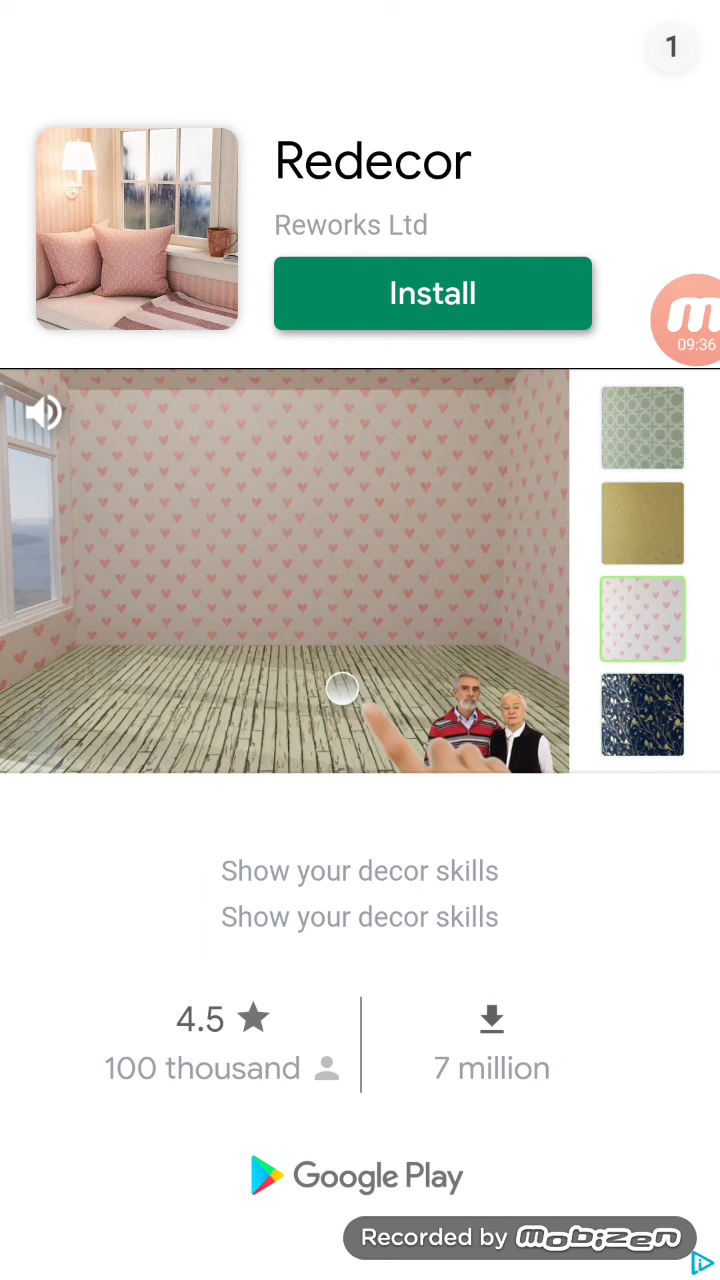 1
Redecor
Reworks Ltd
Install
m
09:36
Show your decor skills
Show your decor skills
4.5
100 thousand
7 million
Google Play
Recorded by mobizen